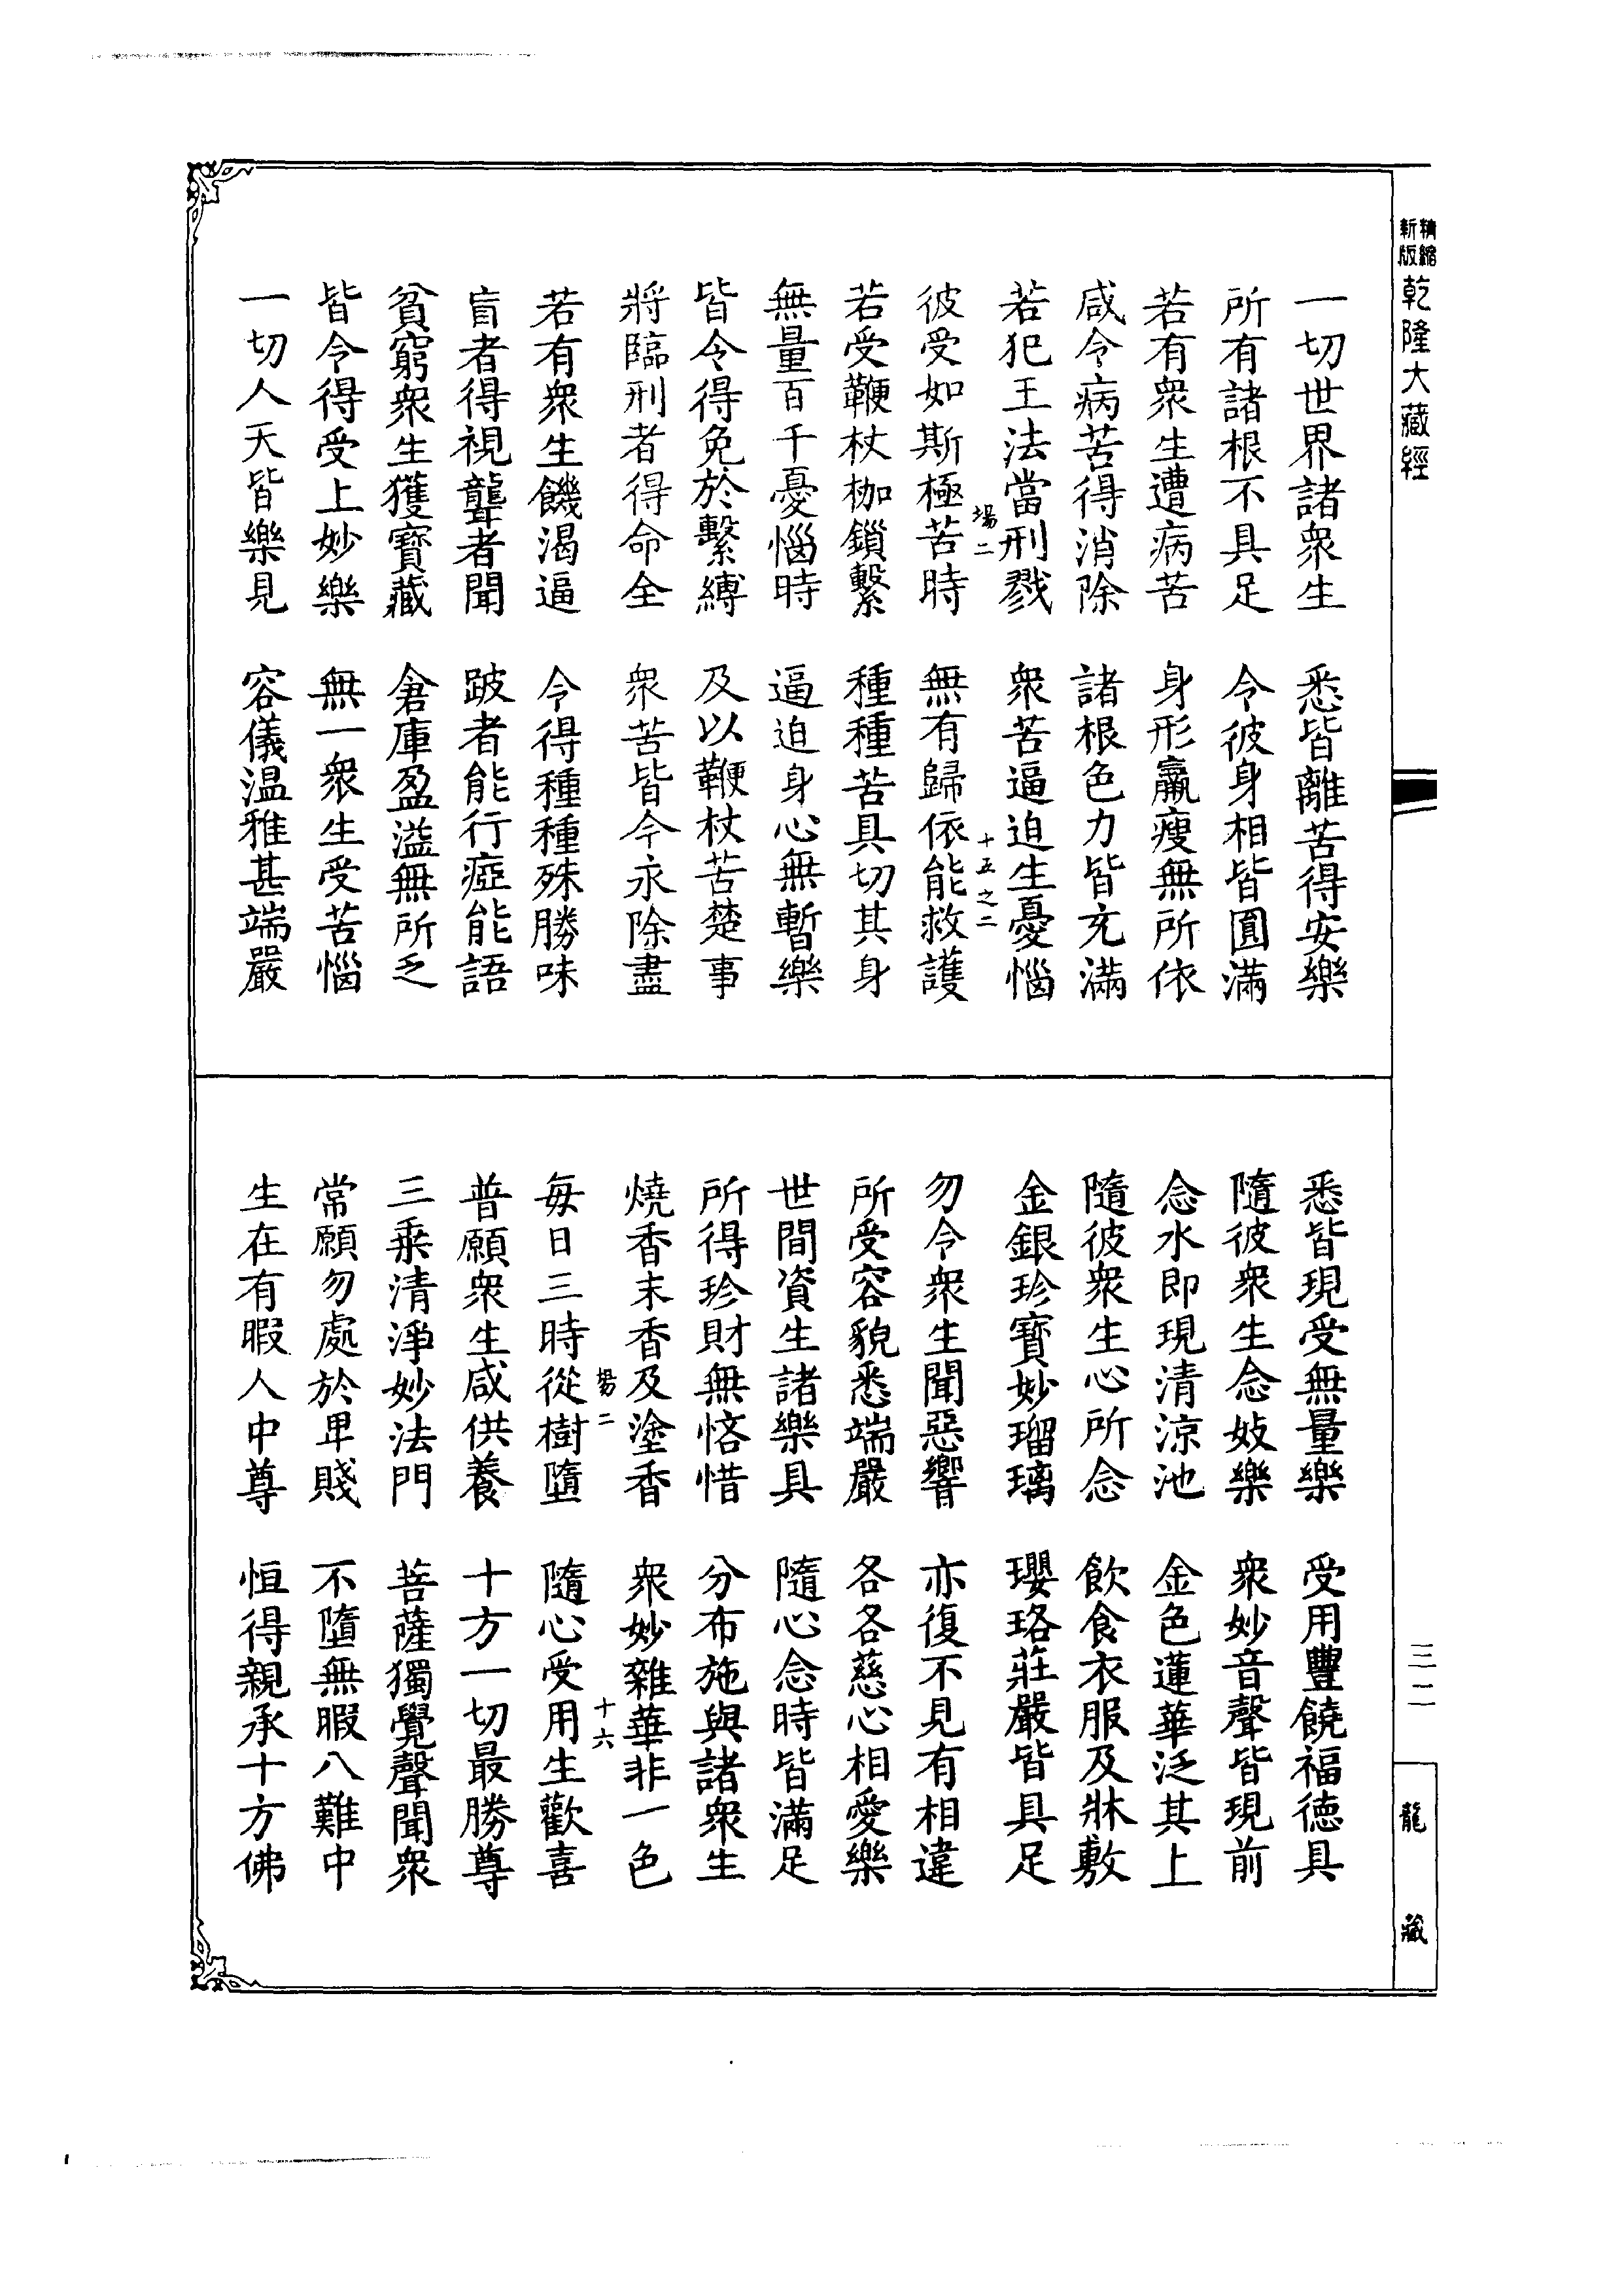 精縮新版 乾隆大藏經
一切世界諸衆生 悉皆離苦得安樂
所有諸根不具足 令彼身相皆圓滿
若有衆生遭病苦 身形羸瘦無所依
咸令病苦得消除 諸根色力皆充滿
若犯王法當刑戮 衆苦逼迫生憂惱
塲二 十五之二
彼受如斯極苦時 無有歸依能救護
若受鞭杖枷鎖繫 種種苦具切其身
無量百千憂惱時 逼迫身心無暫樂
皆令得免於繫縛 及以鞭杖苦楚事
將臨刑者得命全 衆苦皆令永除盡
若有衆生饑渴逼 令得種種殊勝味
盲者得視聾者聞 跛者能行瘂能語
貧窮衆生獲寶藏 倉庫盈溢無所乏
皆令得受上妙樂 無一衆生受苦惱
一切人天皆樂見 容儀温雅甚端嚴
悉皆現受無量樂 受用豐饒福德具
隨彼衆生念妓樂 衆妙音聲皆現前
念水即現清涼池 金色蓮華泛其上
隨彼衆生心所念 飲食衣服及牀敷
金銀珍寶妙瑠璃 瓔珞莊嚴皆具足
勿令衆生聞惡響 亦復不見有相違
所受容貌悉端嚴 各各慈心相愛樂
世間資生諸樂具 隨心念時皆滿足
所得珍財無悋惜 分布施與諸衆生
燒香末香及塗香 衆妙雜華非一色
塲二 十六
每日三時從樹墮 隨心受用生歡喜
普願衆生咸供養 十方一切最勝尊
三乘清淨妙法門 菩薩獨覺聲聞衆
常願勿處於卑賤 不墮無暇八難中
生在有暇人中尊 恒得親承十方佛
三二
龍藏